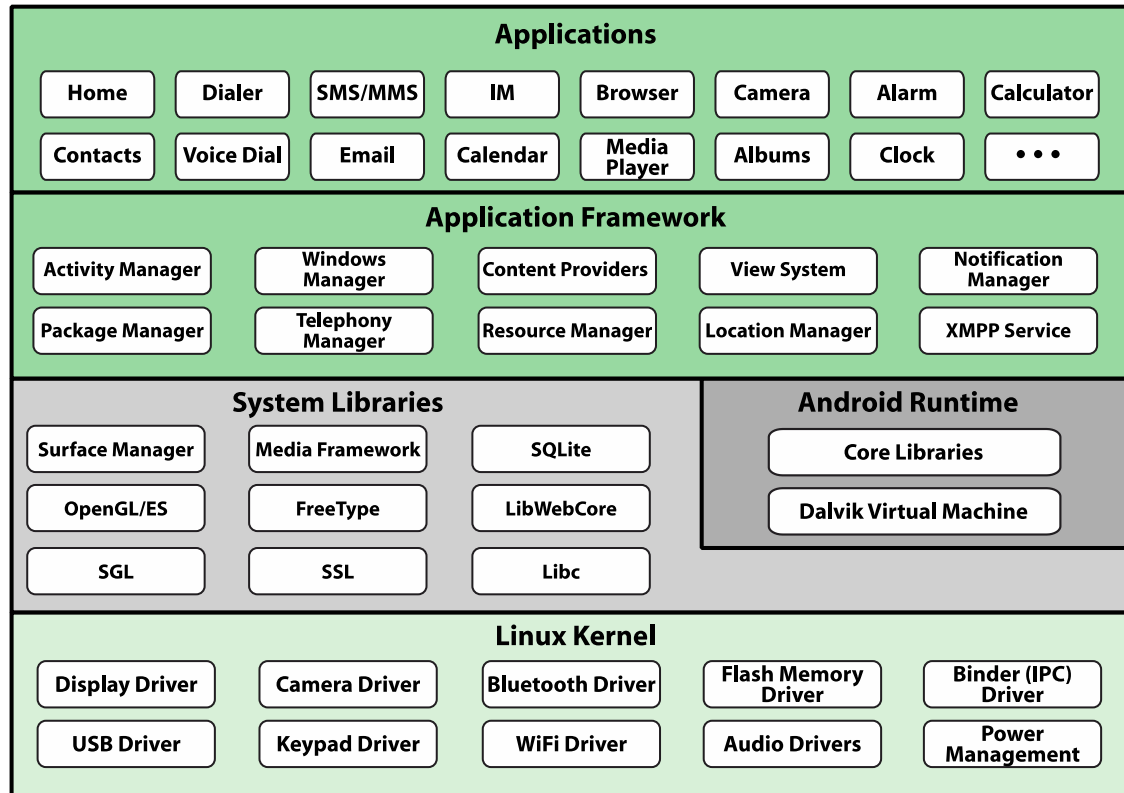 Applications
Home
Dialer
SMS/MMS
IM
Browser
Camera
Alarm
Calculator
Contacts
Voice Dial
Email
Calendar
Media
Player
Albums
Clock
• • •
Application Framework
Activity Manager
Windows
Manager
Content Providers
View System
Notification
Manager
Package Manager
Telephony
Manager
Resource Manager
Location Manager
XMPP Service
System Libraries
Surface Manager
Media Framework
SQLite
OpenGL/ES
FreeType
LibWebCore
SGL
SSL
Libc
Android Runtime
Core Libraries
Dalvik Virtual Machine
Linux Kernel
Display Driver
Camera Driver
Bluetooth Driver
Flash Memory
Driver
Binder (IPC)
Driver
USB Driver
Keypad Driver
WiFi Driver
Audio Drivers
Power
Management